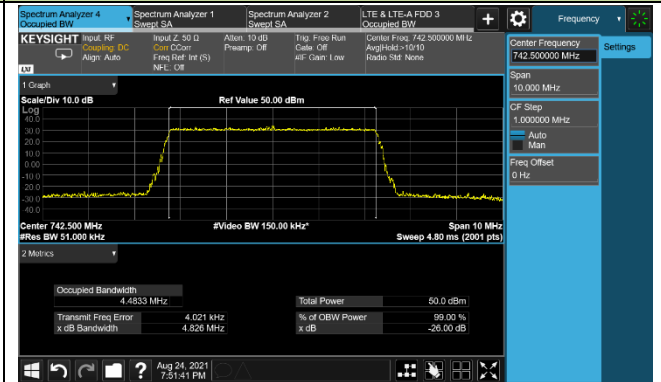 Spectrum Analyzer 4
Occupied BW
Spectrum Analyzer 1
Swept SA
Spectrum Analyzer 2
Swept SA
LTE & LTE-A FDD 3
Occupied BW
+
Frequency
KEYSIGHT
Input: RF
Coupling: DC
Align: Auto
Input Z: 50 Ω
Corr CCorr
Freq Ref: Int (S)
NFE: Off
Atten: 10 dB
Preamp: Off
Trig: Free Run
Gate: Off
#IF Gain: Low
Center Freq: 742.500000 MHz
Avg|Hold:>10/10
Radio Std: None
LXI
Center Frequency
742.500000 MHz
Settings
Span
10.000 MHz
CF Step
1.000000 MHz
Auto
Man
Freq Offset
0 Hz
1 Graph
Scale/Div 10.0 dB
Ref Value 50.00 dBm
Log
40.0
30.0
20.0
10.0
0.00
-10.0
-20.0
-30.0
-40.0
Center 742.500 MHz
#Video BW 150.00 kHz*
Span 10 MHz
#Res BW 51.000 kHz
Sweep 4.80 ms (2001 pts)
2 Metrics
Occupied Bandwidth
4.4833 MHz
Total Power
50.0 dBm
Transmit Freq Error
4.021 kHz
% of OBW Power
99.00 %
x dB Bandwidth
4.826 MHz
x dB
-26.00 dB
?
Aug 24, 2021
7:51:41 PM